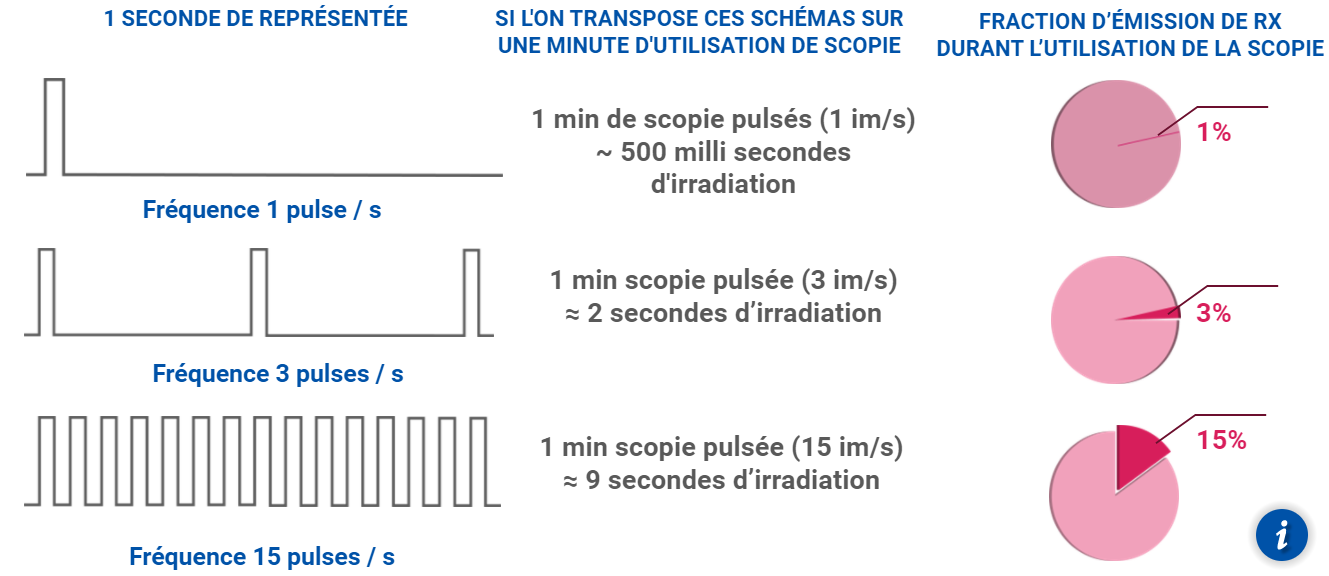 1 SECONDE DE REPRÉSENTÉE
SI L'ON TRANSPOSE CES SCHÉMAS SUR
UNE MINUTE D'UTILISATION DE SCOPIE
FRACTION D’ÉMISSION DE RX
DURANT L’UTILISATION DE LA SCOPIE
Fréquence 1 pulse / s
1 min de scopie pulsés (1 im/s)
~ 500 milli secondes
d'irradiation
1%
Fréquence 3 pulses / s
1 min scopie pulsée (3 im/s)
≈ 2 secondes d’irradiation
3%
Fréquence 15 pulses / s
1 min scopie pulsée (15 im/s)
≈ 9 secondes d’irradiation
15%
i